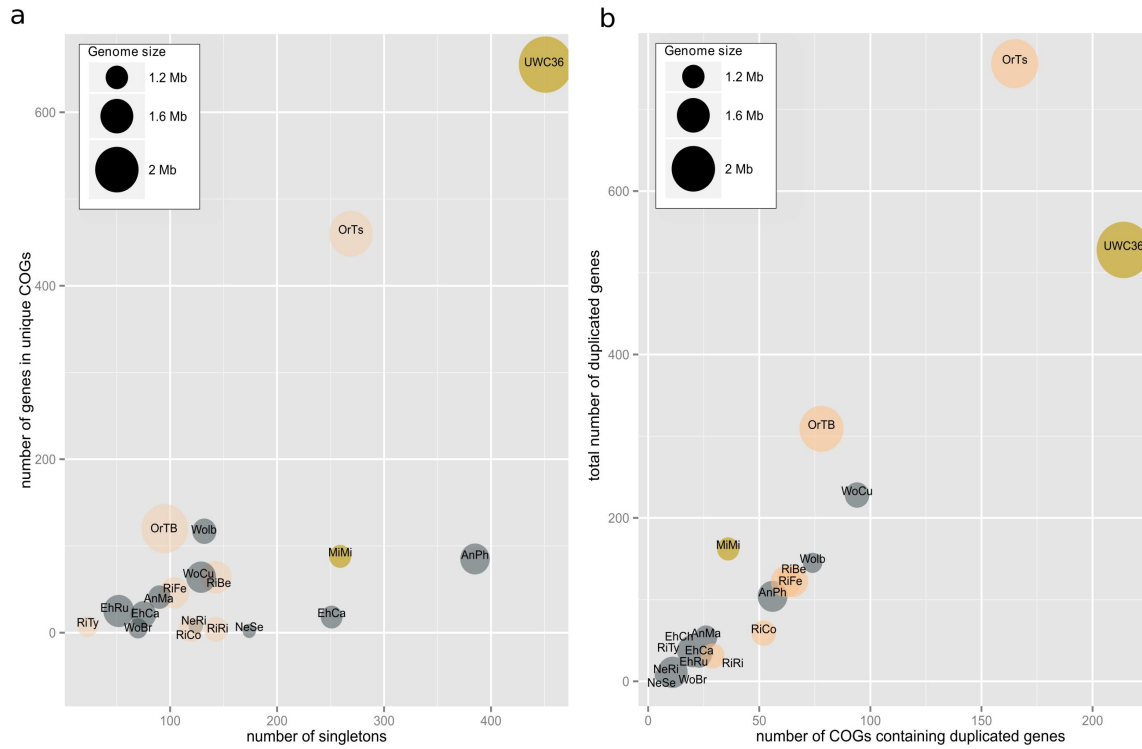 a
Genome size
1.2 Mb
1.6 Mb
2 Mb
number of genes in unique COGs
600
400
200
0
UWC36
OrTs
OrTB
Wolb
MiMi
AnPh
WoCu
RiBe
RiFe
AnMa
EhRu
EhCa
RiTy
WoBr
NeRi
RiCo
RiRi
NeSe
EhCa
100
200
300
400
number of singletons
b
Genome size
1.2 Mb
1.6 Mb
2 Mb
total number of duplicated genes
600
400
200
0
OrTs
UWC36
OrTB
WoCu
MiMi
Wolb
RiBe
RiFe
AnPh
RiCo
AnMa
EhCh
RiTy
EhCa
EhRu
RiRi
NeRi
WoBr
NeSe
0
50
100
150
200
number of COGs containing duplicated genes